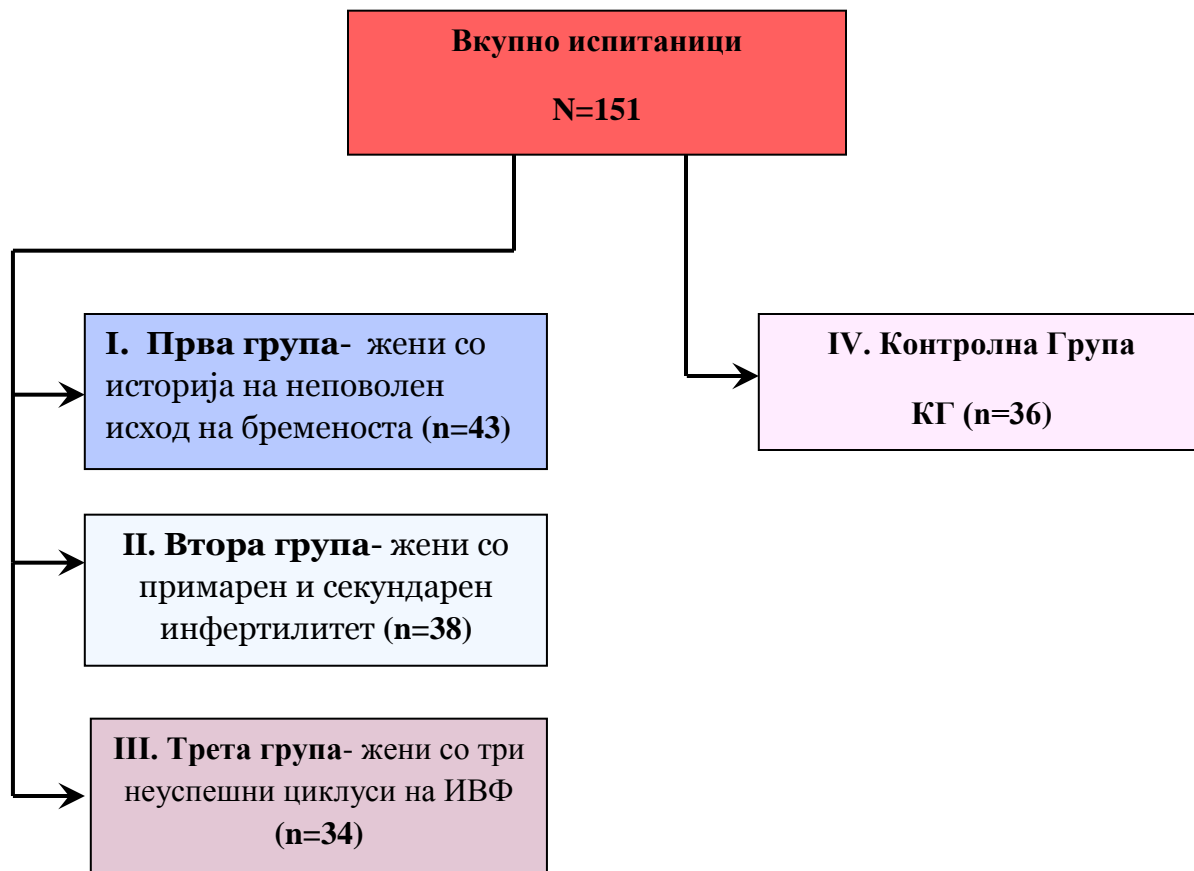 Вкупно испитаници
N=151
I. Прва група- жени со
историја на неповолен
исход на бременоста (n=43)
IV. Контролна Група
КГ (n=36)
II. Втора група- жени со
примарен и секундарен
инфертилитет (n=38)
III. Трета група- жени со три
неуспешни циклуси на ИВФ
(n=34)